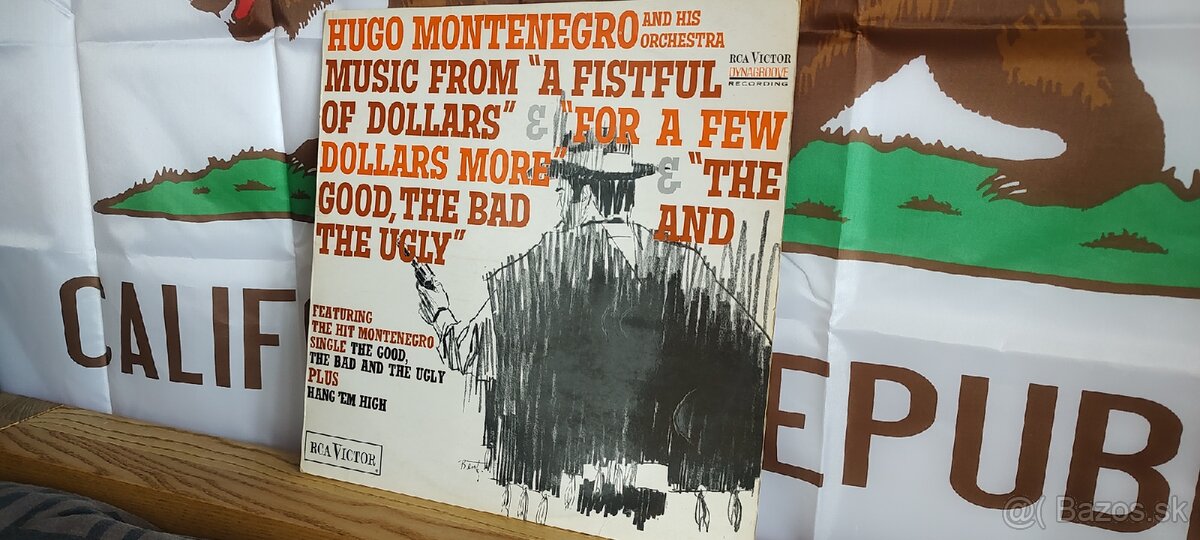 HUGO MONTENEGRO AND HIS ORCHESTRA
RCA VICTOR
DYNAGROOVE
RECORDING
MUSIC FROM "A FISTFUL
OF DOLLARS" & "FOR A FEW
DOLLARS MORE" & "THE
GOOD, THE BAD AND
THE UGLY"
FEATURING
THE HIT MONTENEGRO
SINGLE THE GOOD,
THE BAD AND THE UGLY
PLUS
HANG 'EM HIGH
RCA VICTOR
CALIF
EPUB
@( Bazos.sk